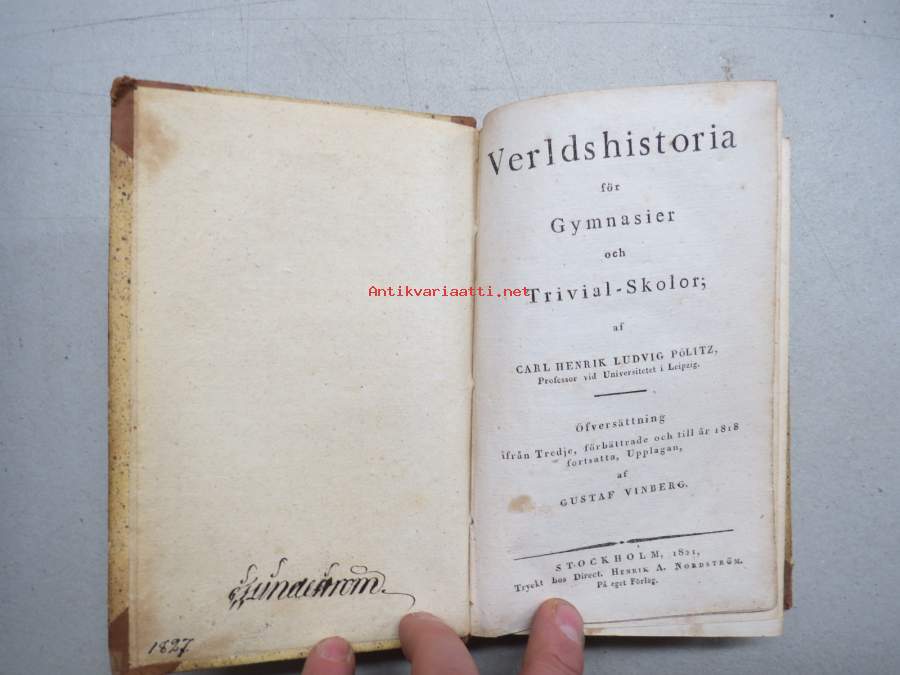 Lundström.
1827
Verldshistoria
för
Gymnasier
och
Trivial-Skolor;
af
CARL HENRIK LUDVIG PÖLITZ,
Professor vid Universitetet i Leipzig.
Öfversättning
ifrån Tredje, förbättrade och till år 1818
fortsatta, Upplagan,
af
GUSTAF VINBERG.
STOCKHOLM, 1821,
Tryckt hos Direct. HENRIK A. NORDSTRÖM.
På eget Förlag.
Antikvariaatti.net